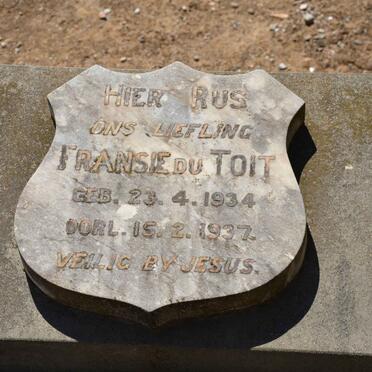 HIER RUS
ONS LIEFLING
FRANSIE DU TOIT
GEB. 23.4.1934
OORL. 15.2.1937.
VEILIG BY JESUS.